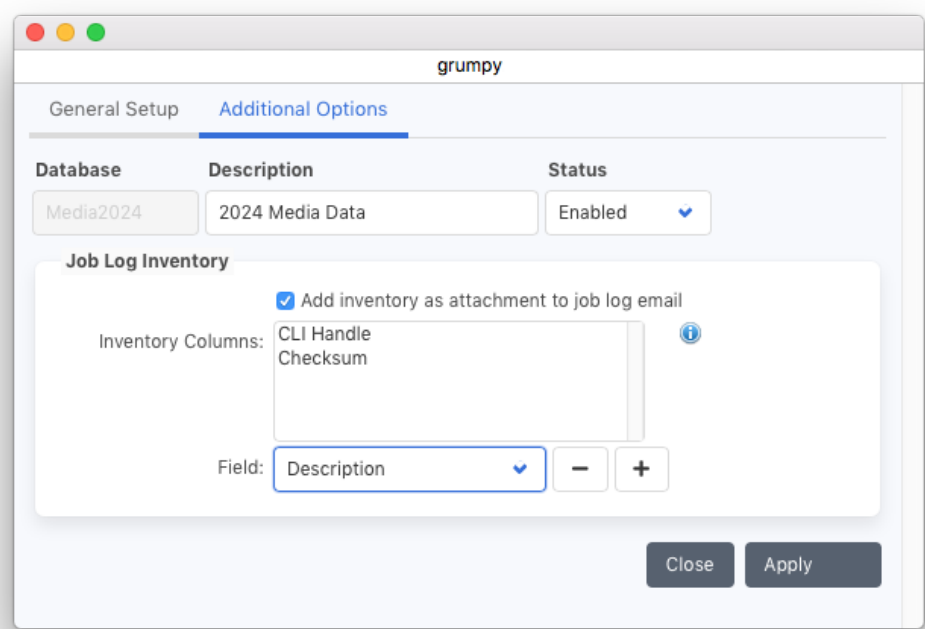 grumpy
General Setup Additional Options
Database Description Status
Media2024 2024 Media Data Enabled
Job Log Inventory
Add inventory as attachment to job log email
Inventory Columns: CLI Handle
Checksum
Field: Description − +
Close Apply